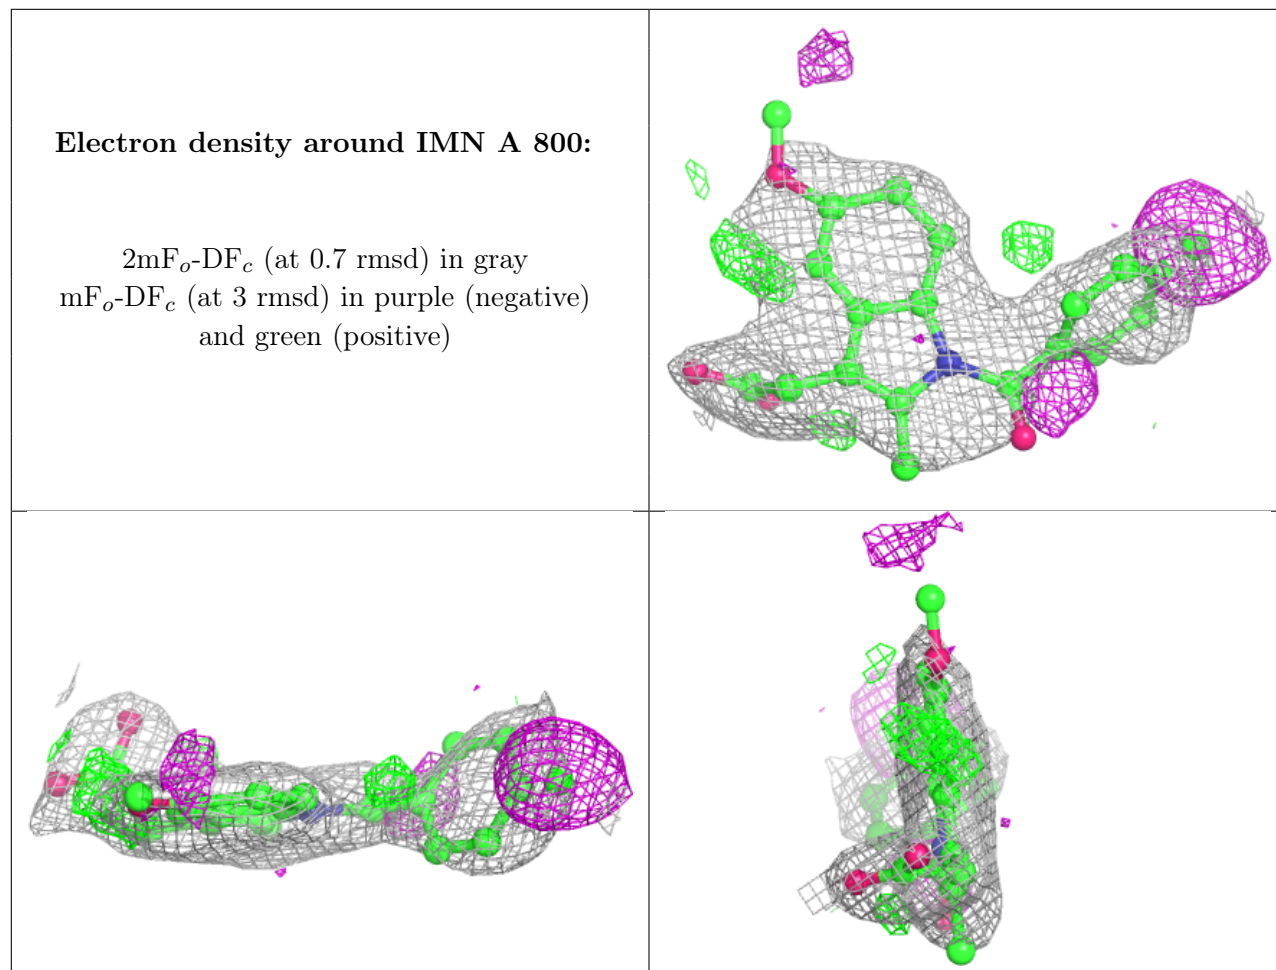 Electron density around IMN A 800:
2mFo-DFc (at 0.7 rmsd) in gray
mFo-DFc (at 3 rmsd) in purple (negative)
and green (positive)